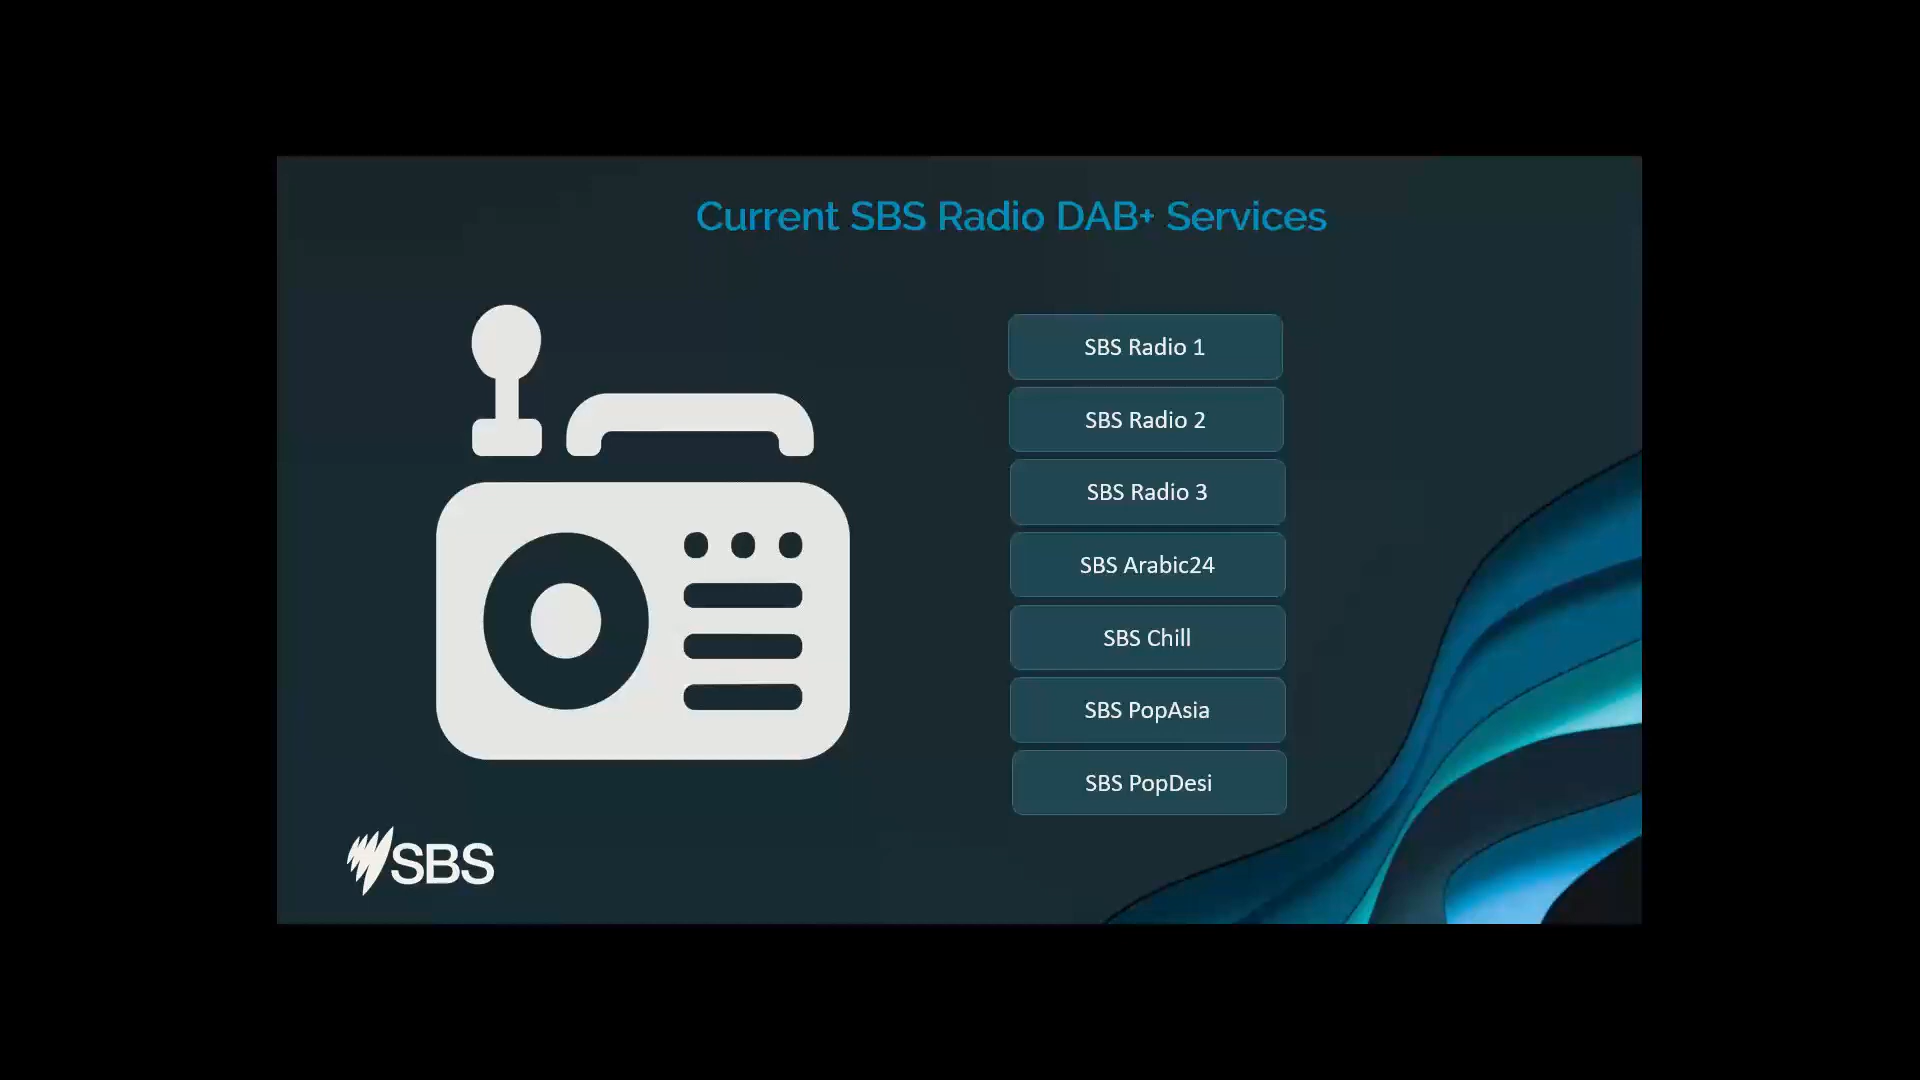 Current SBS Radio DAB+ Services
SBS Radio 1
SBS Radio 2
SBS Radio 3
SBS Arabic24
SBS Chill
SBS PopAsia
SBS PopDesi
SBS